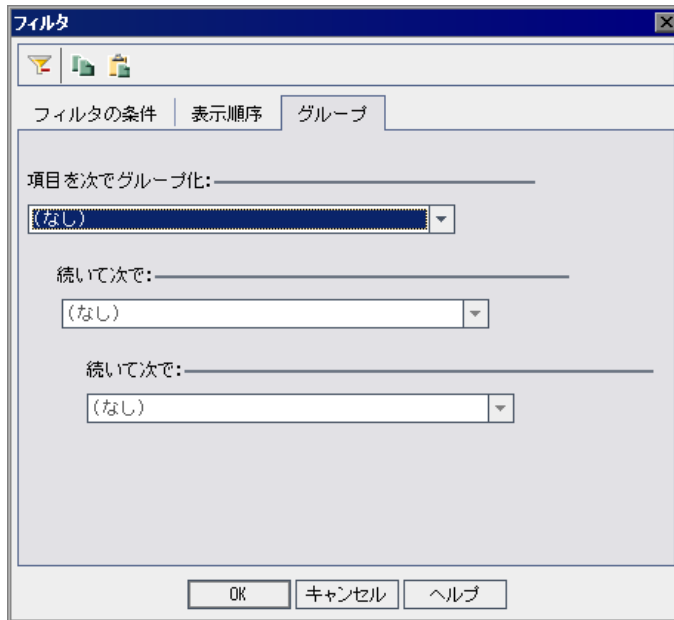 フィルタ
フィルタの条件 表示順序 グループ
項目を次でグループ化:
(なし)
続いて次で:
(なし)
続いて次で:
(なし)
OK キャンセル ヘルプ